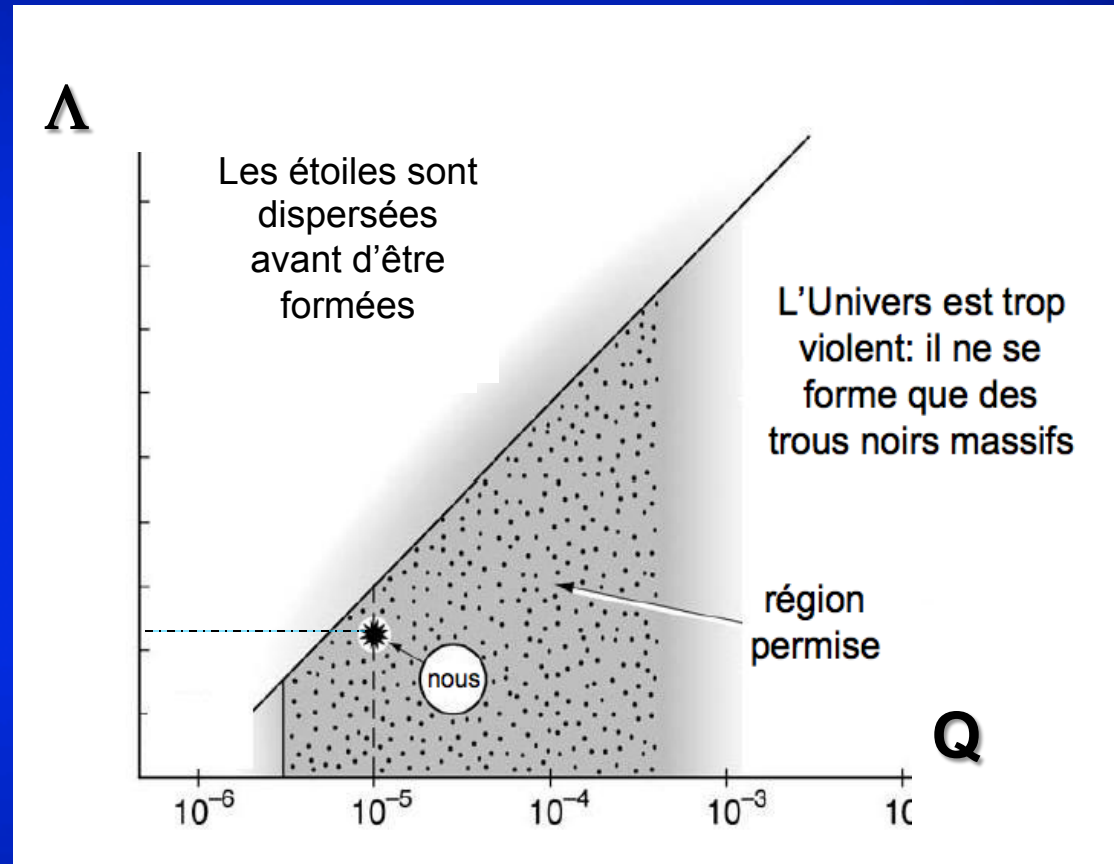 Λ
Les étoiles sont
dispersées
avant d'être
formées
L'Univers est trop
violent: il ne se
forme que des
trous noirs massifs
région
permise
nous
Q
10⁻⁶ 10⁻⁵ 10⁻⁴ 10⁻³ 10